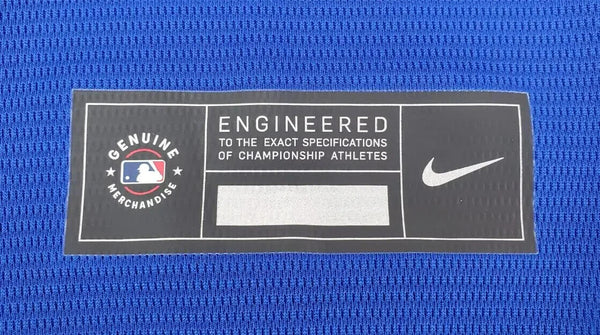 GENUINE
MERCHANDISE
ENGINEERED
TO THE EXACT SPECIFICATIONS
OF CHAMPIONSHIP ATHLETES